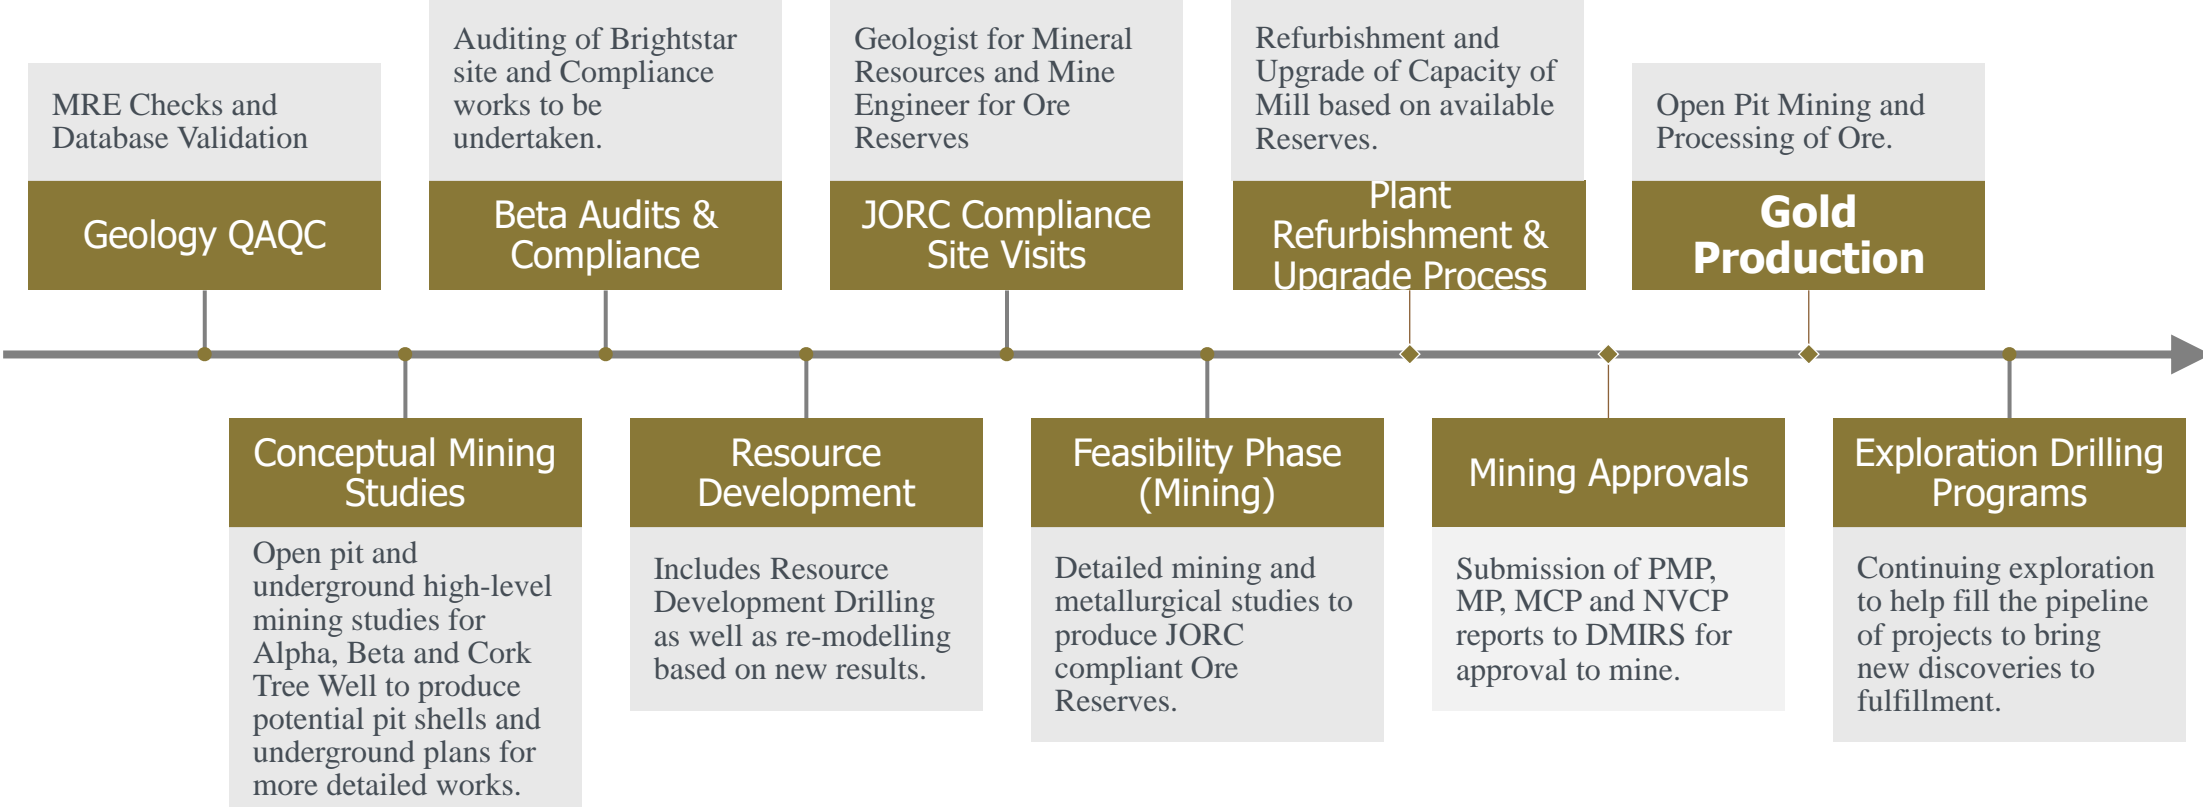 MRE Checks and
Database Validation
Geology QAQC
Auditing of Brightstar
site and Compliance
works to be
undertaken.
Beta Audits &
Compliance
Geologist for Mineral
Resources and Mine
Engineer for Ore
Reserves
JORC Compliance
Site Visits
Refurbishment and
Upgrade of Capacity of
Mill based on available
Reserves.
Plant
Refurbishment &
Upgrade Process
Open Pit Mining and
Processing of Ore.
Gold
Production
Conceptual Mining
Studies
Open pit and
underground high-level
mining studies for
Alpha, Beta and Cork
Tree Well to produce
potential pit shells and
underground plans for
more detailed works.
Resource
Development
Includes Resource
Development Drilling
as well as re-modelling
based on new results.
Feasibility Phase
(Mining)
Detailed mining and
metallurgical studies to
produce JORC
compliant Ore
Reserves.
Mining Approvals
Submission of PMP,
MP, MCP and NVCP
reports to DMIRS for
approval to mine.
Exploration Drilling
Programs
Continuing exploration
to help fill the pipeline
of projects to bring
new discoveries to
fulfillment.